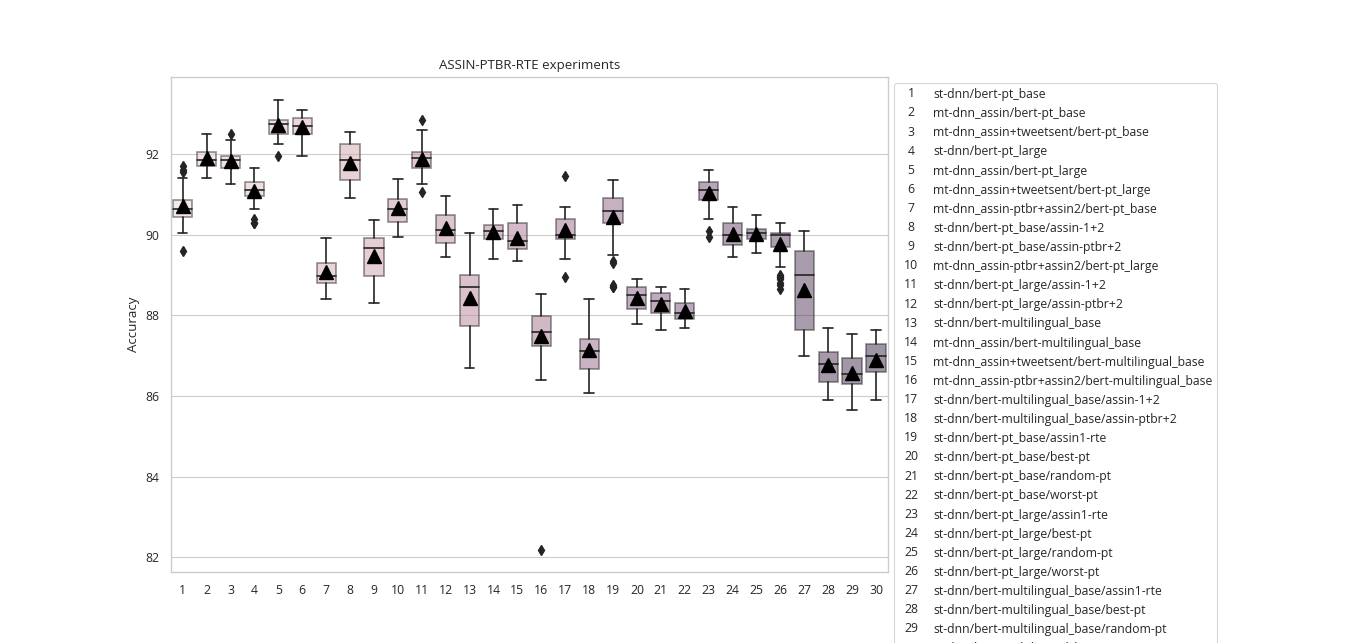 ASSIN-PTBR-RTE experiments
Accuracy
92
90
88
86
84
82
1 2 3 4 5 6 7 8 9 10 11 12 13 14 15 16 17 18 19 20 21 22 23 24 25 26 27 28 29 30
1 st-dnn/bert-pt_base
2 mt-dnn_assin/bert-pt_base
3 mt-dnn_assin+tweetsent/bert-pt_base
4 st-dnn/bert-pt_large
5 mt-dnn_assin/bert-pt_large
6 mt-dnn_assin+tweetsent/bert-pt_large
7 mt-dnn_assin-ptbr+assin2/bert-pt_base
8 st-dnn/bert-pt_base/assin-1+2
9 st-dnn/bert-pt_base/assin-ptbr+2
10 mt-dnn_assin-ptbr+assin2/bert-pt_large
11 st-dnn/bert-pt_large/assin-1+2
12 st-dnn/bert-pt_large/assin-ptbr+2
13 st-dnn/bert-multilingual_base
14 mt-dnn_assin/bert-multilingual_base
15 mt-dnn_assin+tweetsent/bert-multilingual_base
16 mt-dnn_assin-ptbr+assin2/bert-multilingual_base
17 st-dnn/bert-multilingual_base/assin-1+2
18 st-dnn/bert-multilingual_base/assin-ptbr+2
19 st-dnn/bert-pt_base/assin1-rte
20 st-dnn/bert-pt_base/best-pt
21 st-dnn/bert-pt_base/random-pt
22 st-dnn/bert-pt_base/worst-pt
23 st-dnn/bert-pt_large/assin1-rte
24 st-dnn/bert-pt_large/best-pt
25 st-dnn/bert-pt_large/random-pt
26 st-dnn/bert-pt_large/worst-pt
27 st-dnn/bert-multilingual_base/assin1-rte
28 st-dnn/bert-multilingual_base/best-pt
29 st-dnn/bert-multilingual_base/random-pt